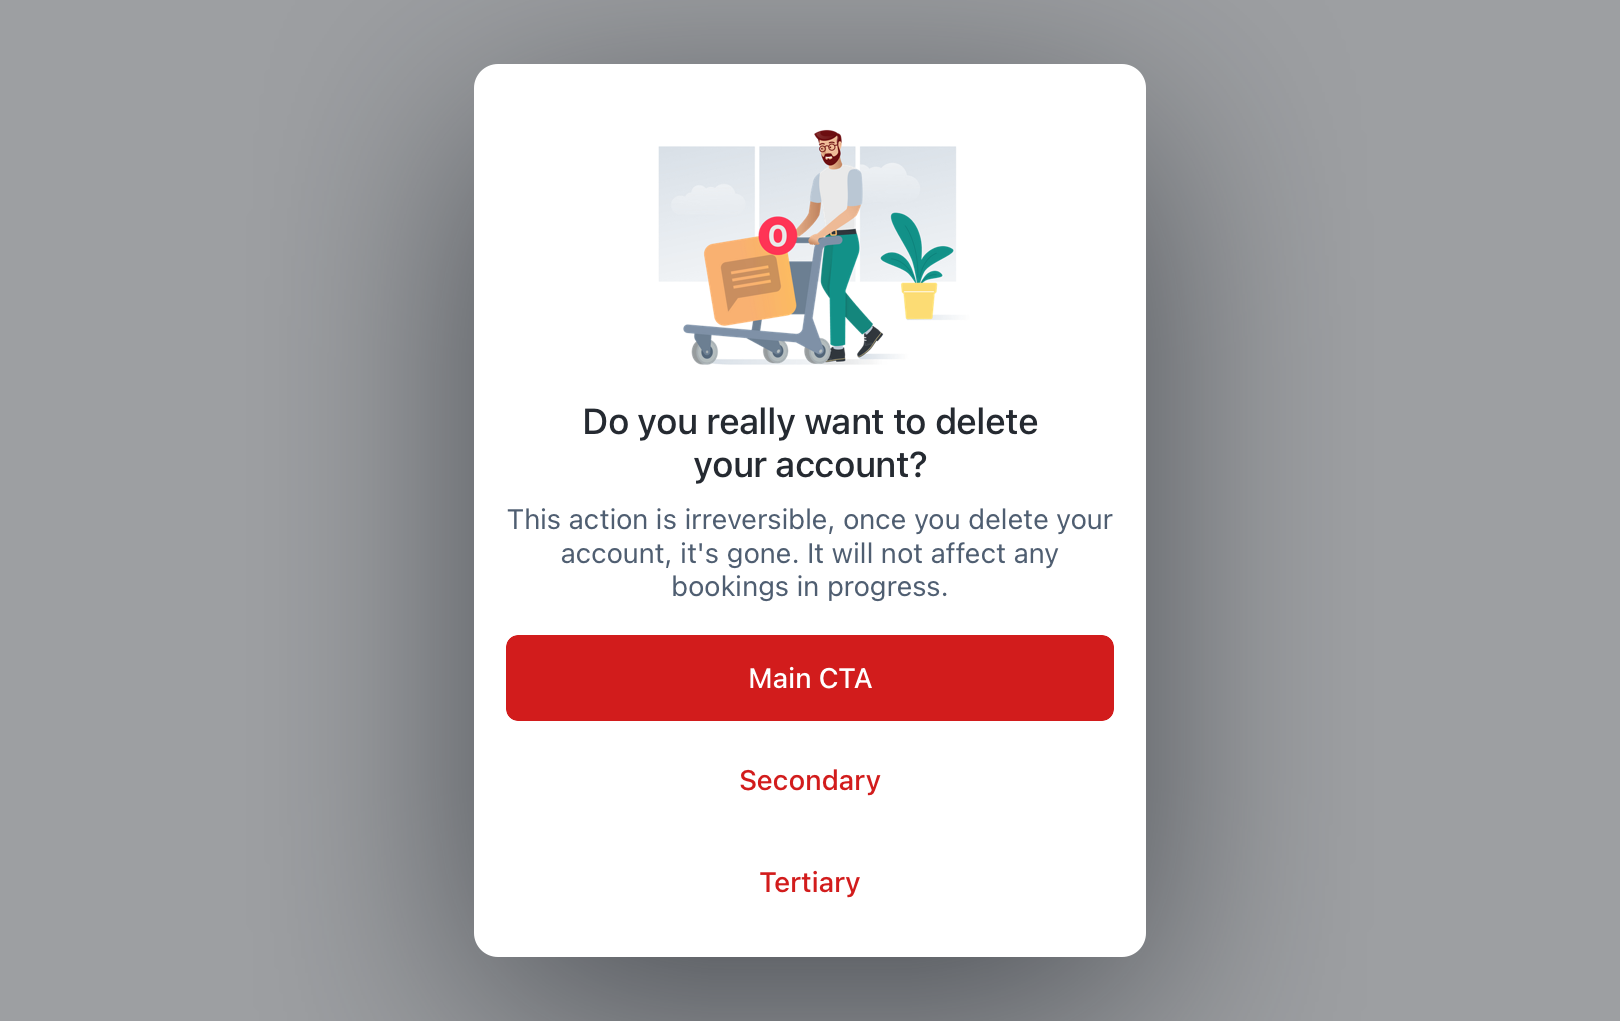 0
Do you really want to delete
your account?
This action is irreversible, once you delete your
account, it's gone. It will not affect any
bookings in progress.
Main CTA
Secondary
Tertiary